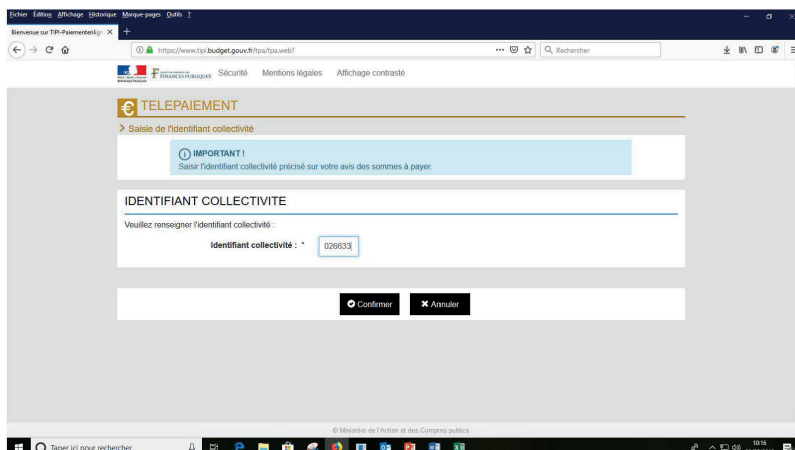 Fichier Édition Affichage Historique Marque-pages Outils ?
Bienvenue sur TIPI-Paiementenlign
https://www.tipi.budget.gouv.fr/tpa/tpa.web?
Rechercher
FINANCES PUBLIQUES Sécurité Mentions légales Affichage contrasté
€ TELEPAIEMENT
> Saisie de l'identifiant collectivité
IMPORTANT !
Saisir l'identifiant collectivité précisé sur votre avis des sommes à payer.
IDENTIFIANT COLLECTIVITE
Veuillez renseigner l'identifiant collectivité :
Identifiant collectivité : * 026633
Confirmer Annuler
© Ministère de l'Action et des Comptes publics
Taper ici pour rechercher
10:16